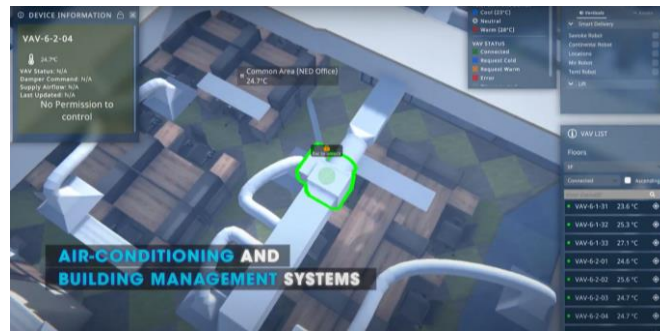 DEVICE INFORMATION
VAV-6-2-04
24.7°C
VAV Status: N/A
Damper Command: N/A
Supply Airflow: N/A
Last Updated: N/A
No Permission to
control
Common Area (NED Office)
24.7°C
AIR-CONDITIONING AND
BUILDING MANAGEMENT SYSTEMS
Cool (23°C)
Neutral
Warm (28°C)
VAV STATUS
Connected
Request Cold
Request Warm
Error
Smart Delivery
Locations
Temi Robot
Lift
VAV LIST
Floors
Connected
Ascending
VAV-6-1-31 23.6 °C
VAV-6-1-32 25.3 °C
VAV-6-1-33 27.1 °C
VAV-6-2-01 24.6 °C
VAV-6-2-02 25.6 °C
VAV-6-2-03 24.7 °C
VAV-6-2-04 24.7 °C